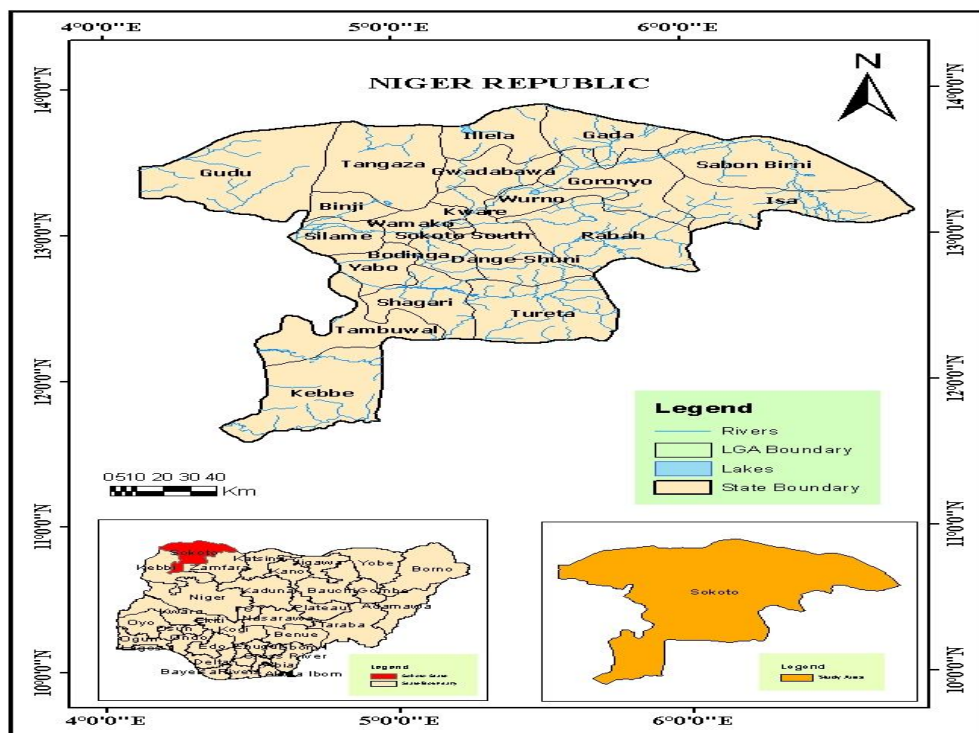 4°0'0"E 5°0'0"E 6°0'0"E
14°0'0"N 14°0'0"N
NIGER REPUBLIC
N
Illela
Gada
Tangaza
Sabon Birni
Gudu
Gwadabawa
Goronyo
Wurno
Isa
Binji
Kware
Wamako
13°0'0"N 13°0'0"N
Silame
Sokoto South
Rabah
Bodinga
Dange Shuni
Yabo
Shagari
Tureta
Tambuwal
12°0'0"N 12°0'0"N
Kebbe
Legend
Rivers
LGA Boundary
Lakes
State Boundary
0 5 10 20 30 40
Km
11°0'0"N 11°0'0"N
Sokoto
Katsina
Jigawa
Yobe
Borno
Kebbi
Zamfara
Kano
Kaduna
Bauchi
Gombe
Niger
Plateau
Adamawa
Kwara
Nasarawa
Taraba
Oyo
Ekiti
Kogi
Osun
Ondo
Benue
Ogun
Edo
Delta
Bayelsa
Legend
Sokoto
Legend
Study Area
10°0'0"N 10°0'0"N
4°0'0"E 5°0'0"E 6°0'0"E